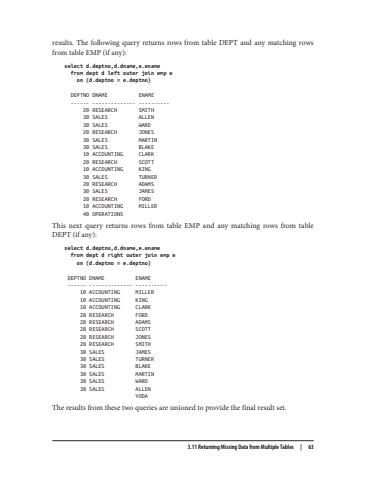 results. The following query returns rows from table DEPT and any matching rows
from table EMP (if any):
select d.deptno,d.dname,e.ename
from dept d left outer join emp e
on (d.deptno = e.deptno)
DEPTNO DNAME ENAME
------ -------------- ----------
20 RESEARCH SMITH
30 SALES ALLEN
30 SALES WARD
20 RESEARCH JONES
30 SALES MARTIN
30 SALES BLAKE
10 ACCOUNTING CLARK
20 RESEARCH SCOTT
10 ACCOUNTING KING
30 SALES TURNER
20 RESEARCH ADAMS
30 SALES JAMES
20 RESEARCH FORD
10 ACCOUNTING MILLER
40 OPERATIONS
This next query returns rows from table EMP and any matching rows from table
DEPT (if any):
select d.deptno,d.dname,e.ename
from dept d right outer join emp e
on (d.deptno = e.deptno)
DEPTNO DNAME ENAME
------ -------------- ----------
10 ACCOUNTING MILLER
10 ACCOUNTING KING
10 ACCOUNTING CLARK
20 RESEARCH FORD
20 RESEARCH ADAMS
20 RESEARCH SCOTT
20 RESEARCH JONES
20 RESEARCH SMITH
30 SALES JAMES
30 SALES TURNER
30 SALES BLAKE
30 SALES MARTIN
30 SALES WARD
30 SALES ALLEN
YODA
The results from these two queries are unioned to provide the final result set.
3.11 Returning Missing Data from Multiple Tables | 63